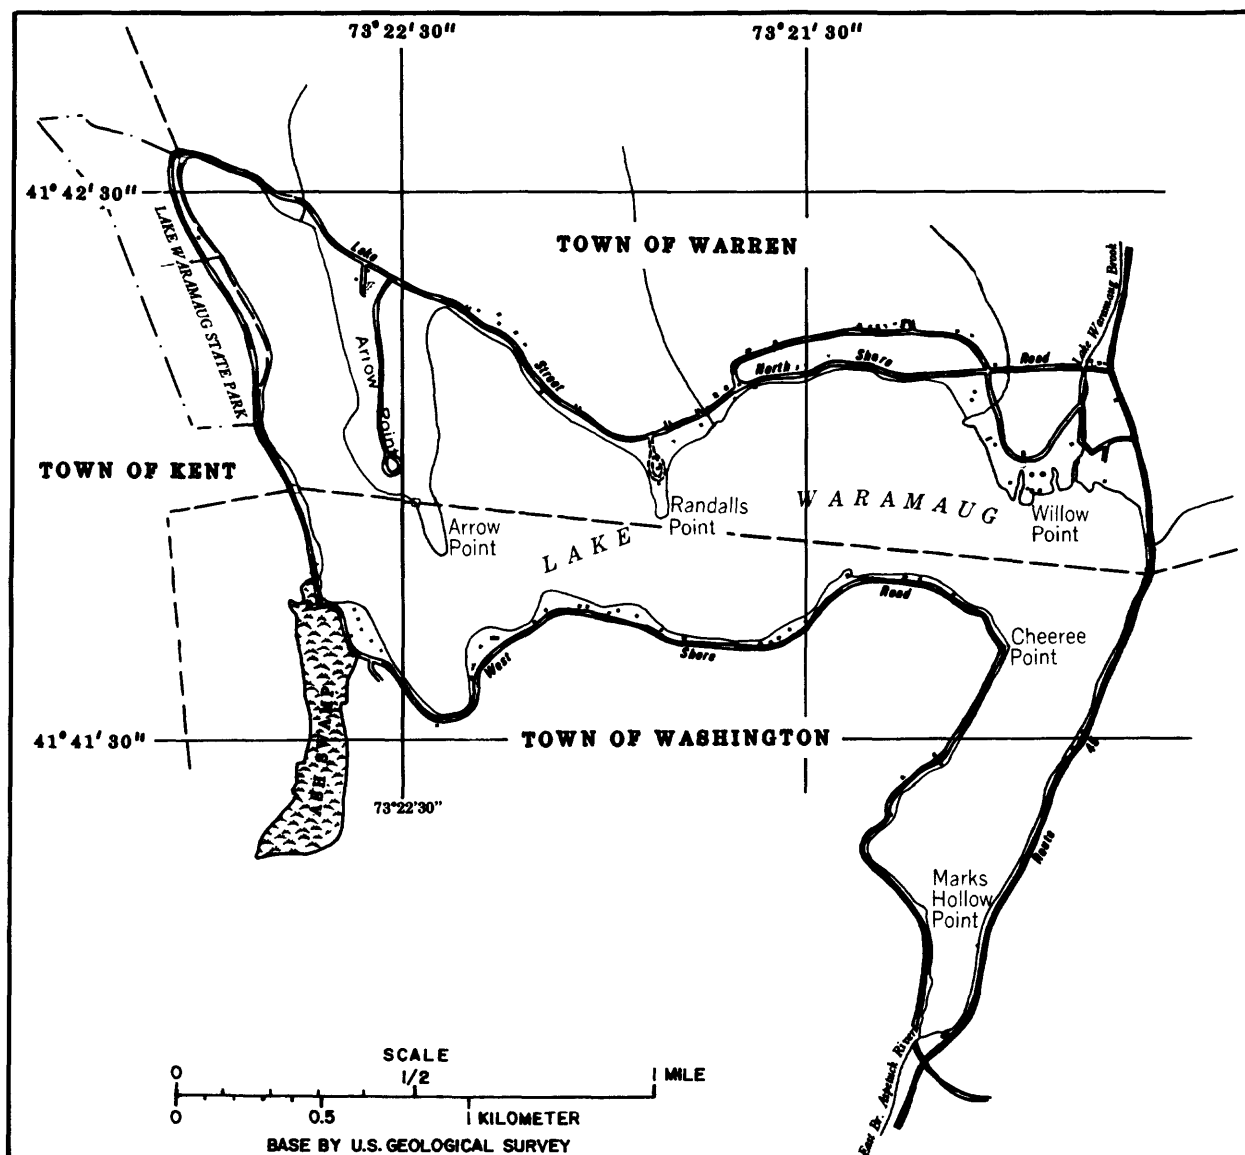 73° 22' 30"
73° 21' 30"
41° 42' 30"
TOWN OF WARREN
LAKE WARAMAUG STATE PARK
Lake
Street
Arrow
Point
North
Shore
Road
Lake Waramaug Brook
TOWN OF KENT
WARAMAUG
Randalls
Point
Willow
Point
Arrow
Point
LAKE
Road
Cheeree
Point
West
Shore
41° 41' 30"
TOWN OF WASHINGTON
45
ASH SWAMP
73°22'30"
Route
Marks
Hollow
Point
East Br. Aspetuck River
SCALE
0 1/2 1 MILE
0 0.5 1 KILOMETER
BASE BY U.S. GEOLOGICAL SURVEY